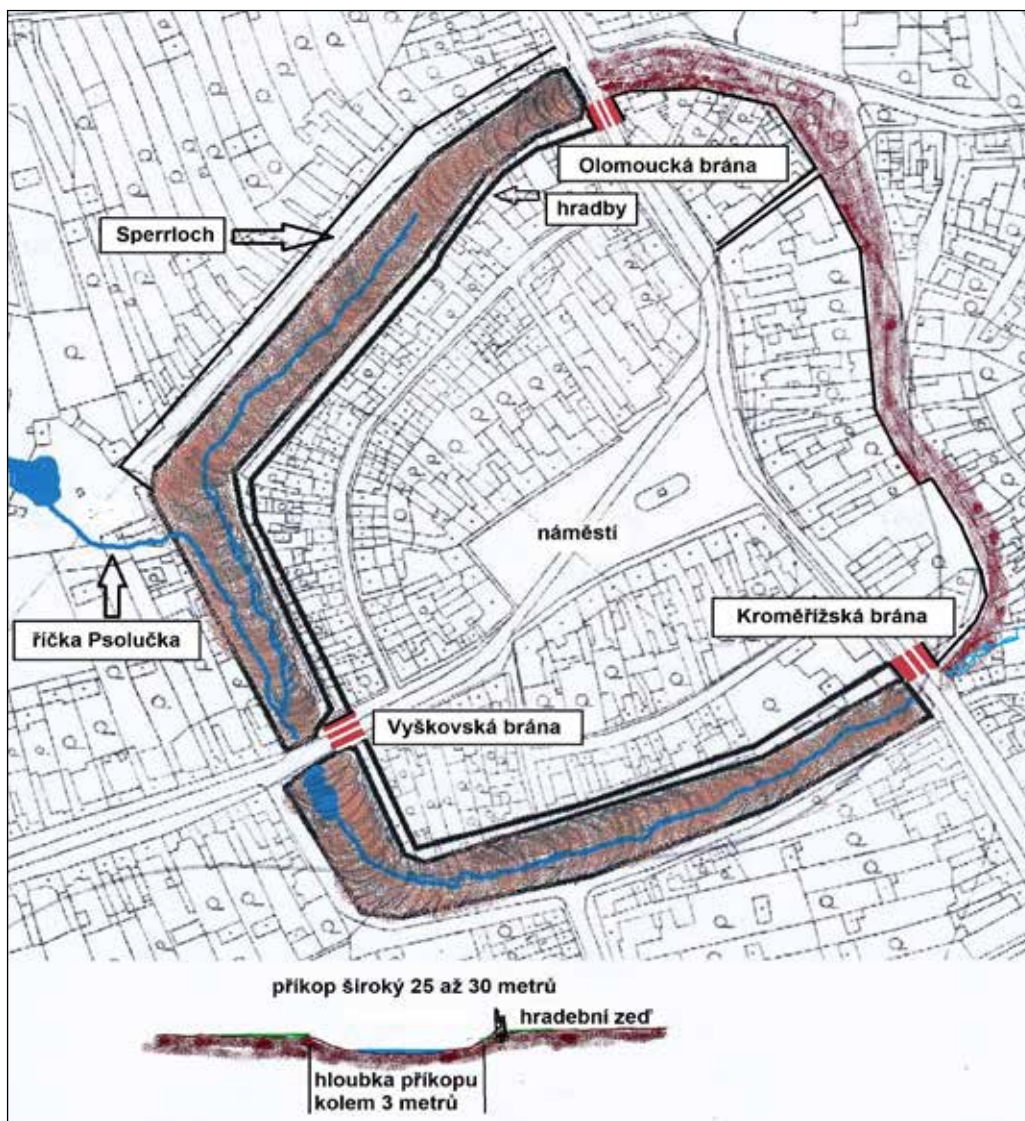 Olomoucká brána
hradby
Sperrloch
náměstí
Kroměřížská brána
říčka Psolučka
Vyškovská brána
příkop široký 25 až 30 metrů
hradební zeď
hloubka příkopu
kolem 3 metrů